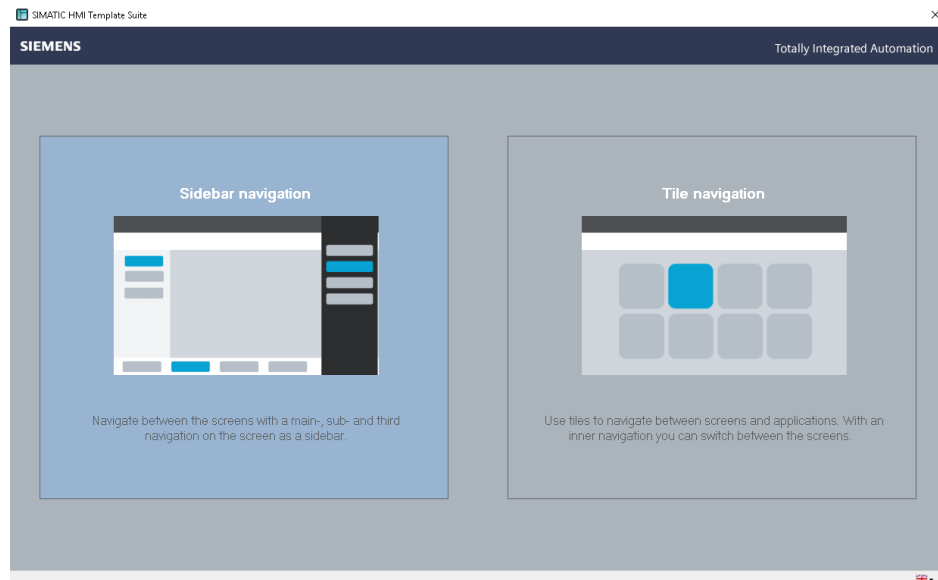 SIMATIC HMI Template Suite
SIEMENS
Totally Integrated Automation
Sidebar navigation
Navigate between the screens with a main-, sub- and third
navigation on the screen as a sidebar.
Tile navigation
Use tiles to navigate between screens and applications. With an
inner navigation you can switch between the screens.